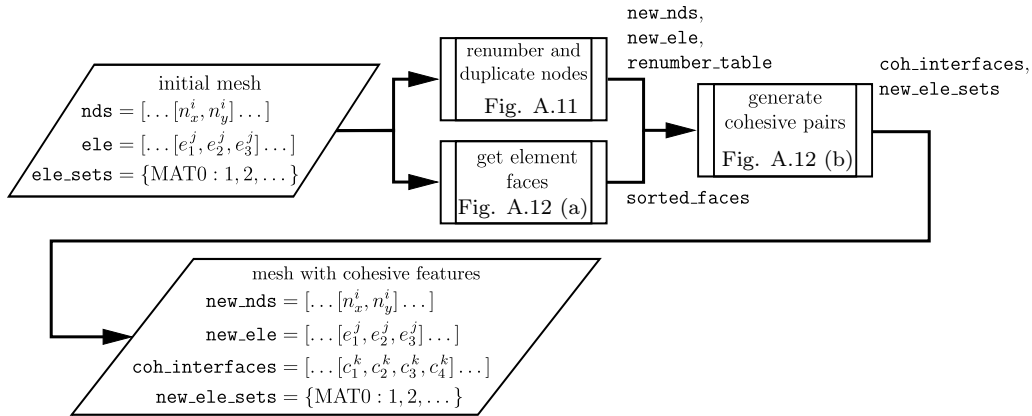 initial mesh
nds = [. . . [n_x^i, n_y^i] . . .]
ele = [. . . [e_1^j, e_2^j, e_3^j] . . .]
ele_sets = {MAT0 : 1, 2, . . . }
renumber and
duplicate nodes
Fig. A.11
get element
faces
Fig. A.12 (a)
new_nds,
new_ele,
renumber_table
sorted_faces
generate
cohesive pairs
Fig. A.12 (b)
coh_interfaces,
new_ele_sets
mesh with cohesive features
new_nds = [. . . [n_x^i, n_y^i] . . .]
new_ele = [. . . [e_1^j, e_2^j, e_3^j] . . .]
coh_interfaces = [. . . [c_1^k, c_2^k, c_3^k, c_4^k] . . .]
new_ele_sets = {MAT0 : 1, 2, . . . }